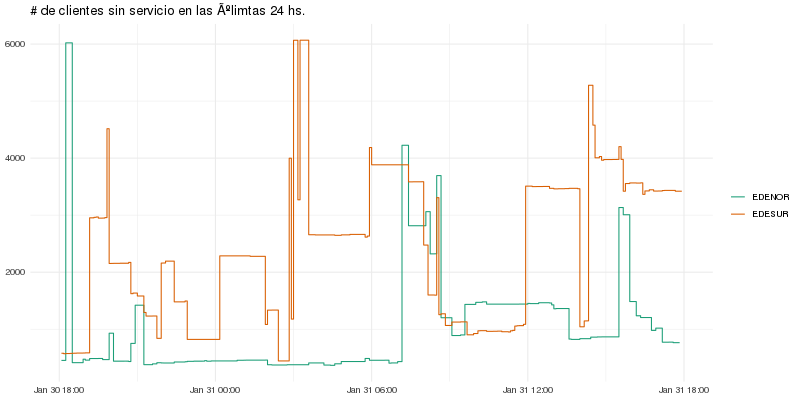 # de clientes sin servicio en las Ãºlimtas 24 hs.
6000
4000
2000
Jan 30 18:00
Jan 31 00:00
Jan 31 06:00
Jan 31 12:00
Jan 31 18:00
EDENOR
EDESUR